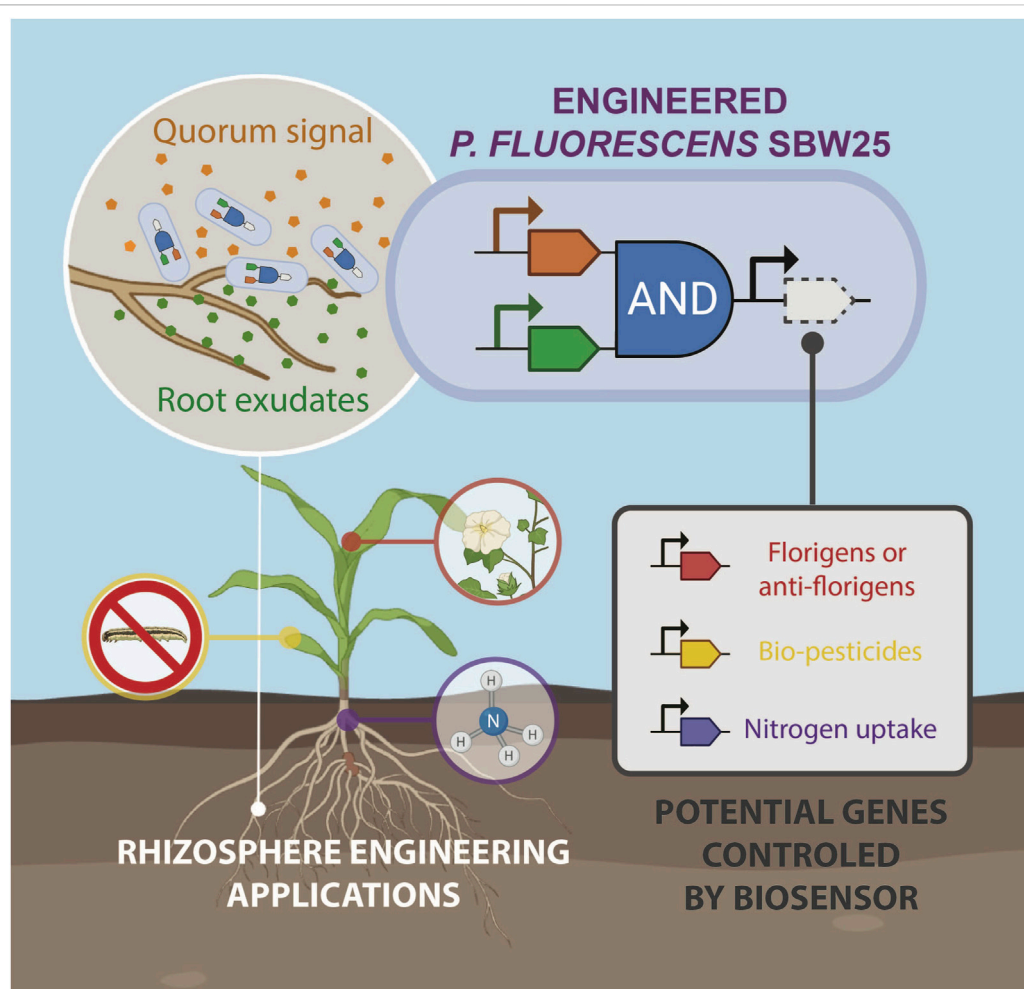 Quorum signal
Root exudates
ENGINEERED
P. FLUORESCENS SBW25
AND
H
N
H
H
H
Florigens or
anti-florigens
Bio-pesticides
Nitrogen uptake
RHIZOSPHERE ENGINEERING
APPLICATIONS
POTENTIAL GENES
CONTROLED
BY BIOSENSOR